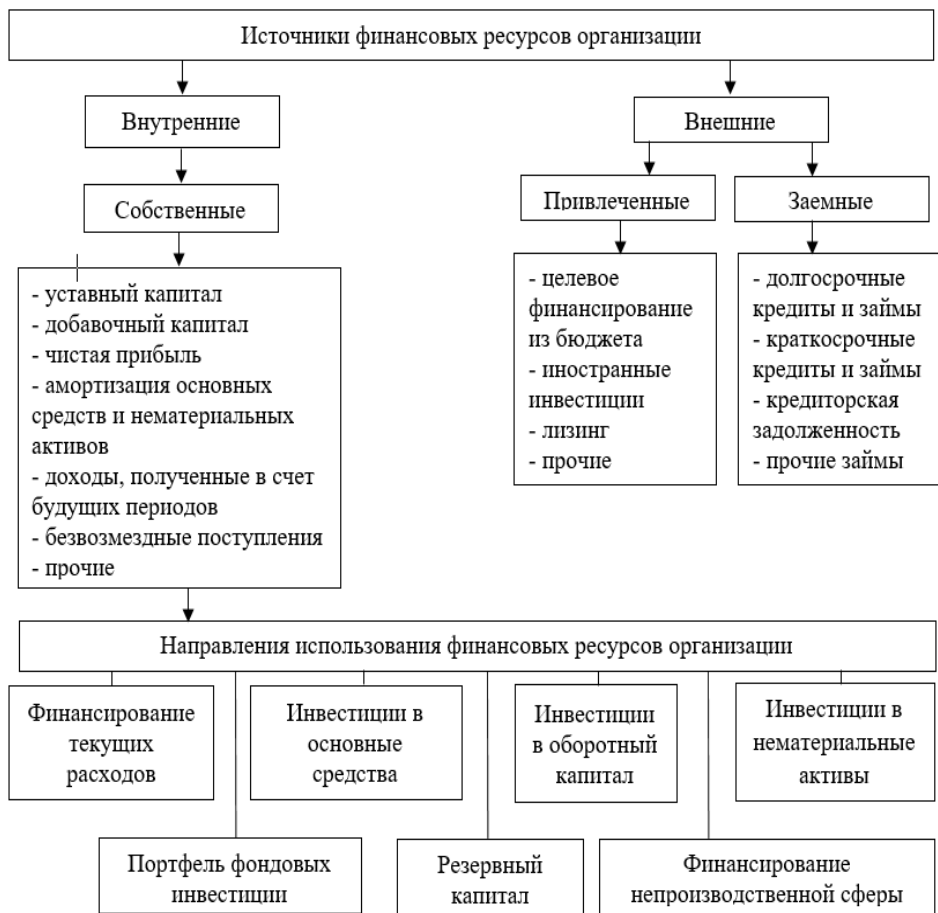 Источники финансовых ресурсов организации
Внутренние
Внешние
Собственные
Привлеченные
Заемные
- уставный капитал
- добавочный капитал
- чистая прибыль
- амортизация основных
средств и нематериальных
активов
- доходы, полученные в счет
будущих периодов
- безвозмездные поступления
- прочие
- целевое
финансирование
из бюджета
- иностранные
инвестиции
- лизинг
- прочие
- долгосрочные
кредиты и займы
- краткосрочные
кредиты и займы
- кредиторская
задолженность
- прочие займы
Направления использования финансовых ресурсов организации
Финансирование
текущих
расходов
Инвестиции в
основные
средства
Инвестиции
в оборотный
капитал
Инвестиции в
нематериальные
активы
Портфель фондовых
инвестиции
Резервный
капитал
Финансирование
непроизводственной сферы